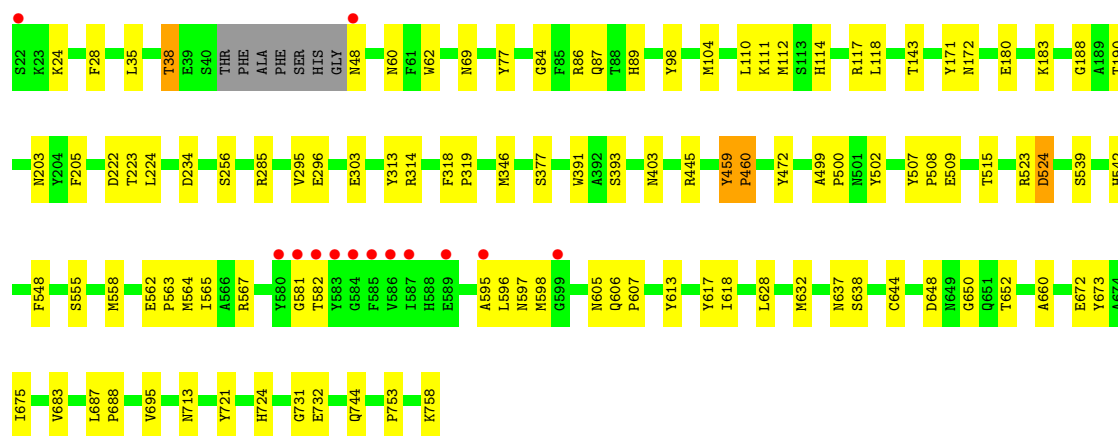 S22 K23 K24 F28 L35 T38 E39 S40 THR PHE ALA PHE SER HIS GLY N48 N60 F61 W62 N69 Y77 G84 F85 R86 Q87 T88 H89 Y98 M104 L110 K111 M112 S113 H114 R117 L118 T143 Y171 N172 E180 K183 G188 A189 T190
N203 Y204 F205 D222 T223 L224 D234 S256 R285 V295 E296 E303 Y313 R314 F318 P319 M346 S377 W391 A392 S393 N403 R445 Y459 P460 Y472 A499 P500 N501 Y502 Y507 P508 E509 T515 R523 D524 S539 H542
F548 S555 M558 E562 P563 M564 I565 A566 R567 Y580 G581 T582 Y583 G584 F585 V586 I587 H588 E589 A595 L596 N597 M598 G599 N605 Q606 P607 Y613 Y617 I618 L628 M632 N637 S638 C644 D648 N649 G650 Q651 T652 A660 E672 Y673 A674
I675 V683 L687 P688 V695 N713 Y721 H724 G731 E732 Q744 P753 K758